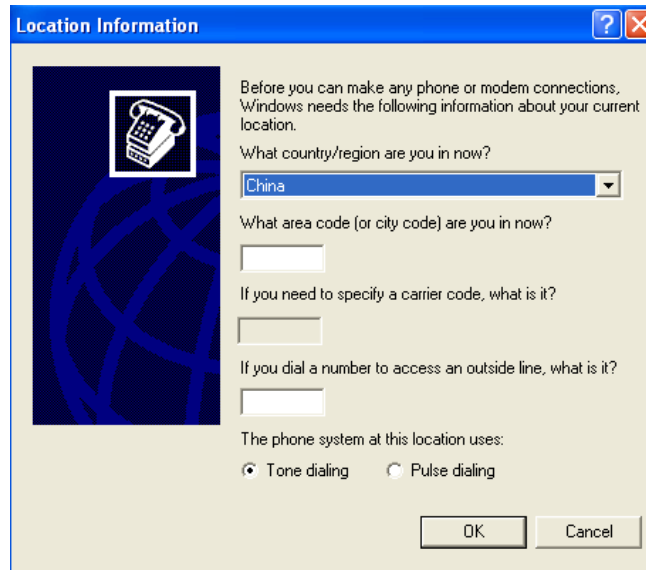 Location Information
Before you can make any phone or modem connections,
Windows needs the following information about your current
location.
What country/region are you in now?
China
What area code (or city code) are you in now?
If you need to specify a carrier code, what is it?
If you dial a number to access an outside line, what is it?
The phone system at this location uses:
Tone dialing Pulse dialing
OK Cancel